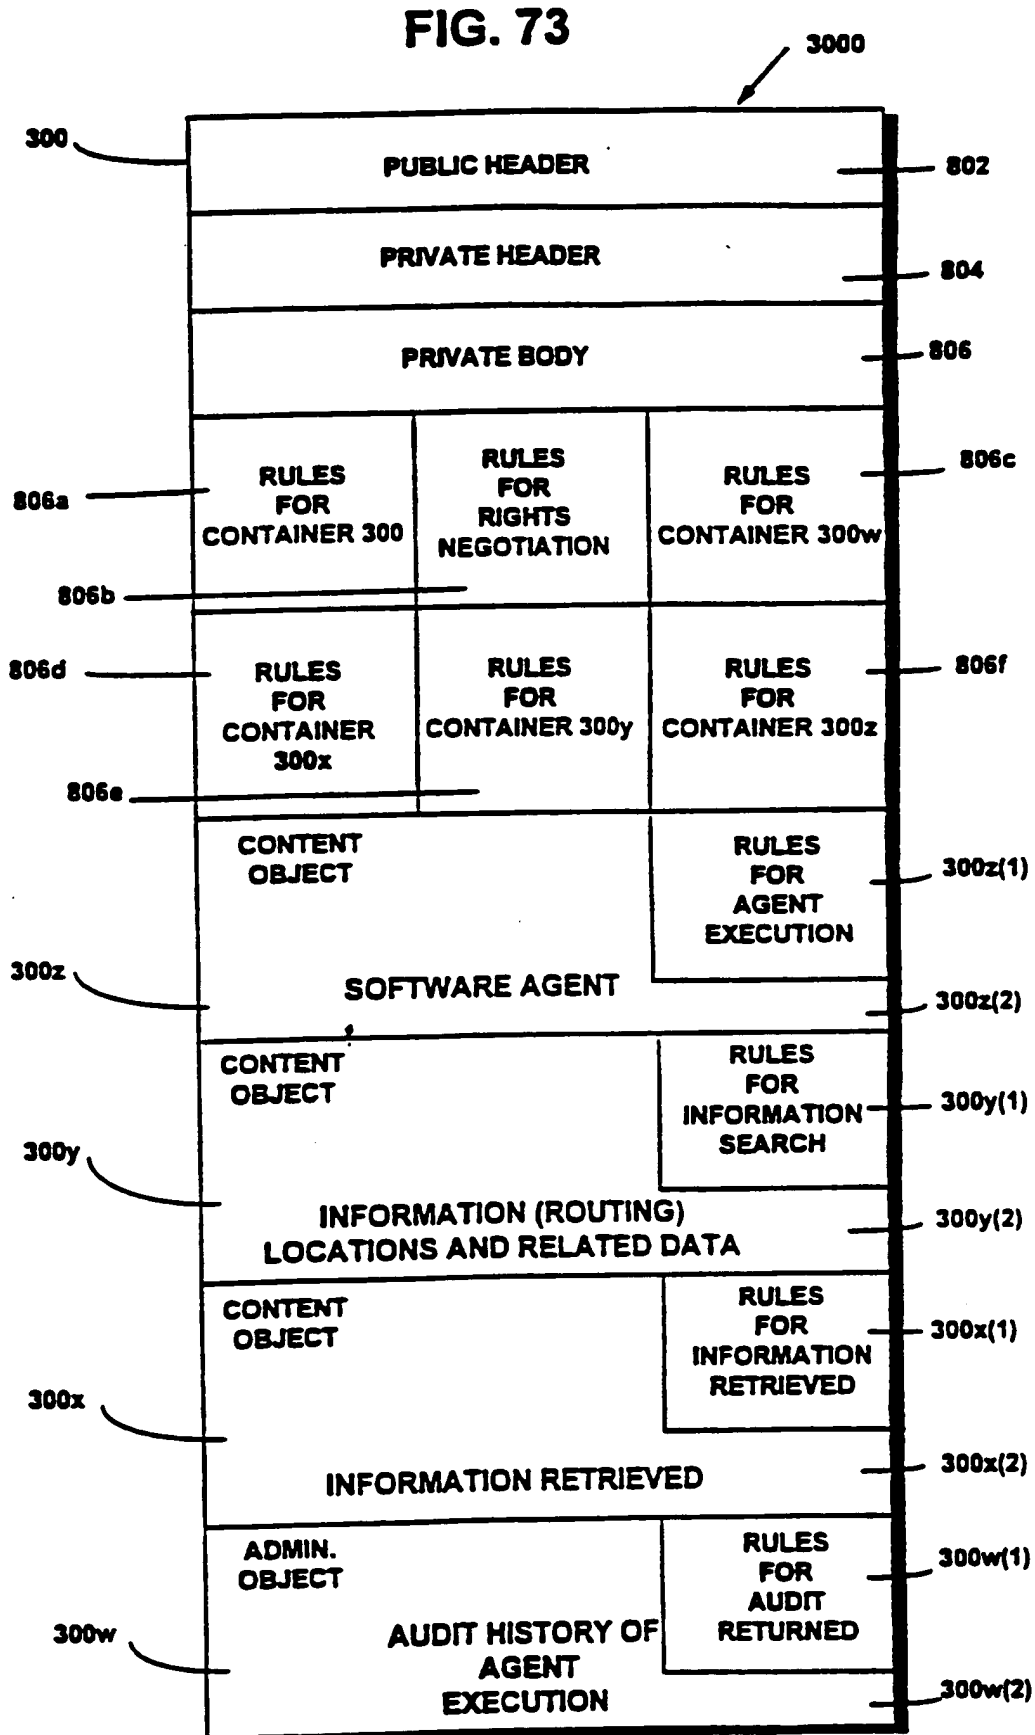 FIG. 73
3000
300
PUBLIC HEADER
802
PRIVATE HEADER
804
PRIVATE BODY
806
806a
RULES
FOR
CONTAINER 300
RULES
FOR
RIGHTS
NEGOTIATION
806b
RULES
FOR
CONTAINER 300w
806c
806d
RULES
FOR
CONTAINER
300x
RULES
FOR
CONTAINER 300y
806e
RULES
FOR
CONTAINER 300z
806f
CONTENT
OBJECT
RULES
FOR
AGENT
EXECUTION
300z(1)
300z
SOFTWARE AGENT
300z(2)
CONTENT
OBJECT
RULES
FOR
INFORMATION
SEARCH
300y(1)
300y
INFORMATION (ROUTING)
LOCATIONS AND RELATED DATA
300y(2)
CONTENT
OBJECT
RULES
FOR
INFORMATION
RETRIEVED
300x(1)
300x
INFORMATION RETRIEVED
300x(2)
ADMIN.
OBJECT
RULES
FOR
AUDIT
RETURNED
300w(1)
300w
AUDIT HISTORY OF
AGENT
EXECUTION
300w(2)